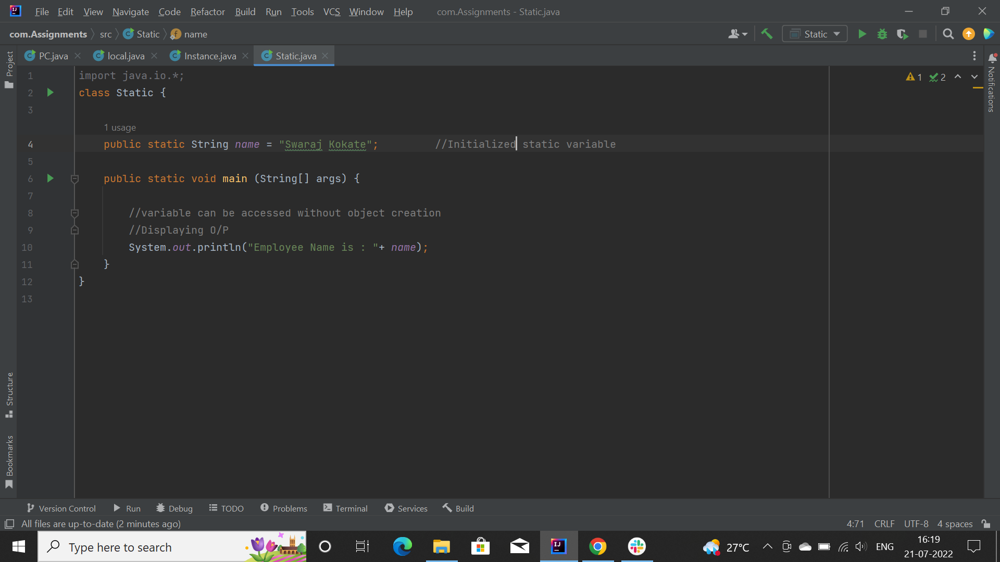 File Edit View Navigate Code Refactor Build Run Tools VCS Window Help com.Assignments - Static.java
com.Assignments src Static name Static
PC.java local.java Instance.java Static.java
Project
Notifications
1 import java.io.*;
1 2
2 class Static {
3
1 usage
4 public static String name = "Swaraj Kokate"; //Initialized static variable
5
6 public static void main (String[] args) {
7
8 //variable can be accessed without object creation
9 //Displaying O/P
10 System.out.println("Employee Name is : "+ name);
11 }
12 }
13
Structure
Bookmarks
Version Control Run Debug TODO Problems Terminal Services Build
All files are up-to-date (2 minutes ago) 4:71 CRLF UTF-8 4 spaces
Type here to search 27°C ENG 16:19
21-07-2022